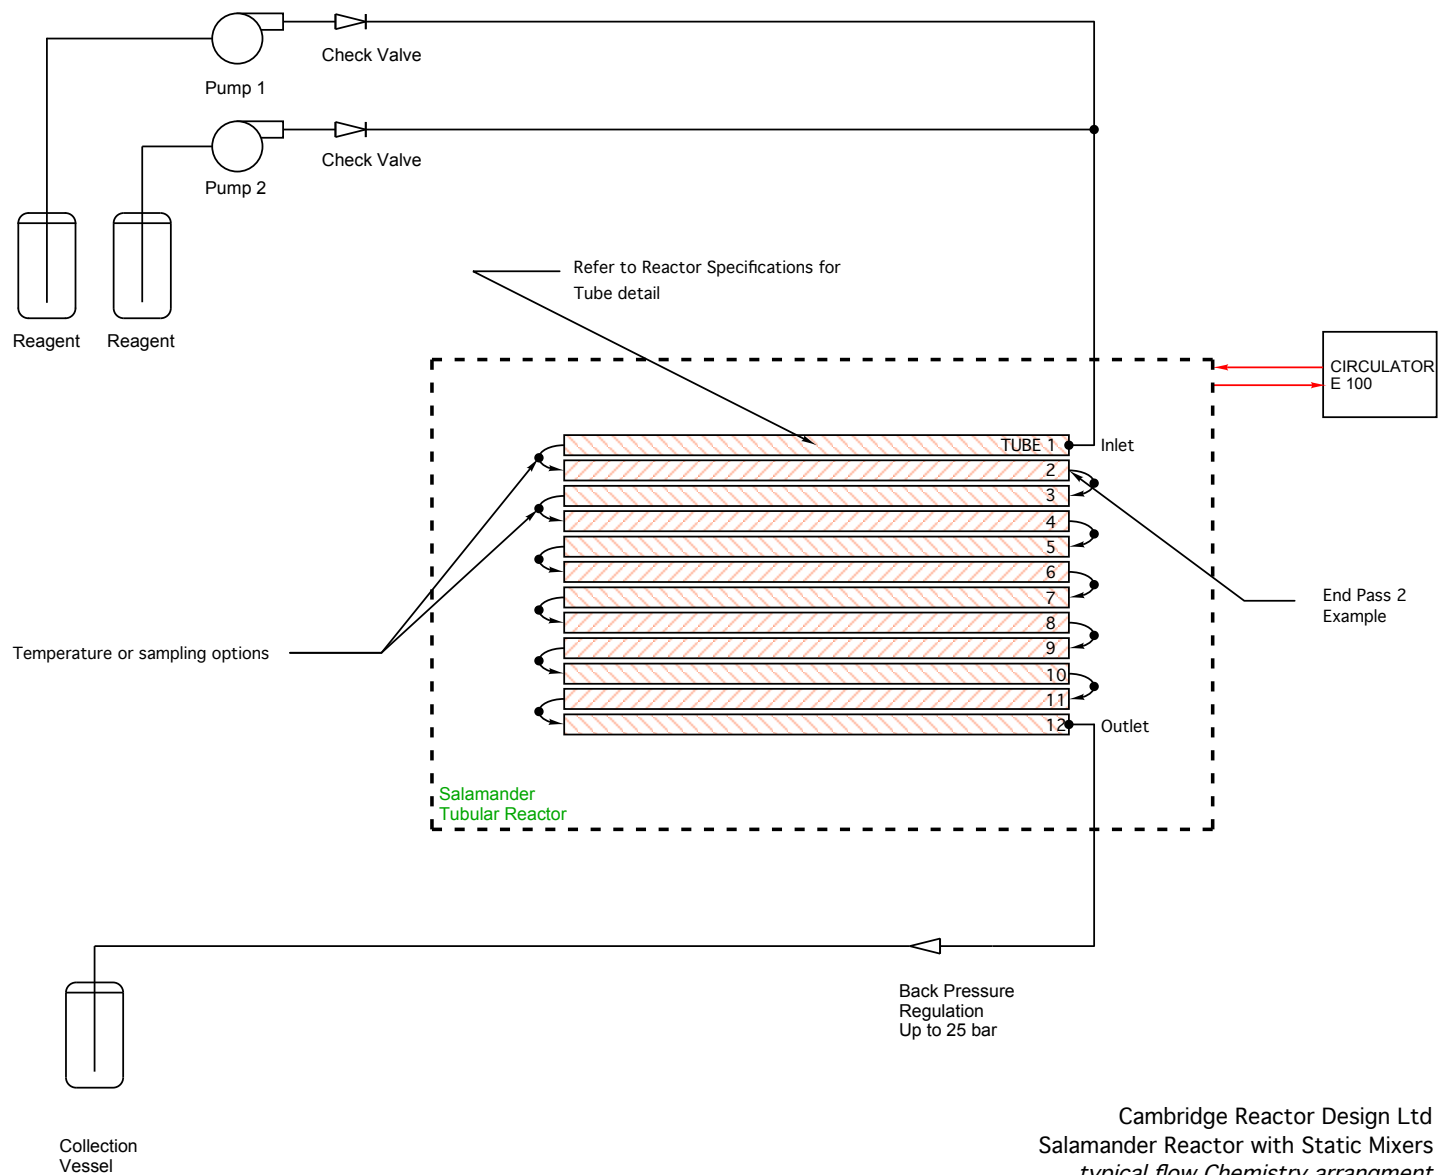 Check Valve
Pump 1
Check Valve
Pump 2
Refer to Reactor Specifications for
Tube detail
Reagent
Reagent
CIRCULATOR
E 100
TUBE 1
Inlet
2
3
4
5
6
7
8
9
10
11
12
Outlet
End Pass 2
Example
Temperature or sampling options
Salamander
Tubular Reactor
Back Pressure
Regulation
Up to 25 bar
Collection
Vessel
Cambridge Reactor Design Ltd
Salamander Reactor with Static Mixers
typical flow Chemistry arrangment